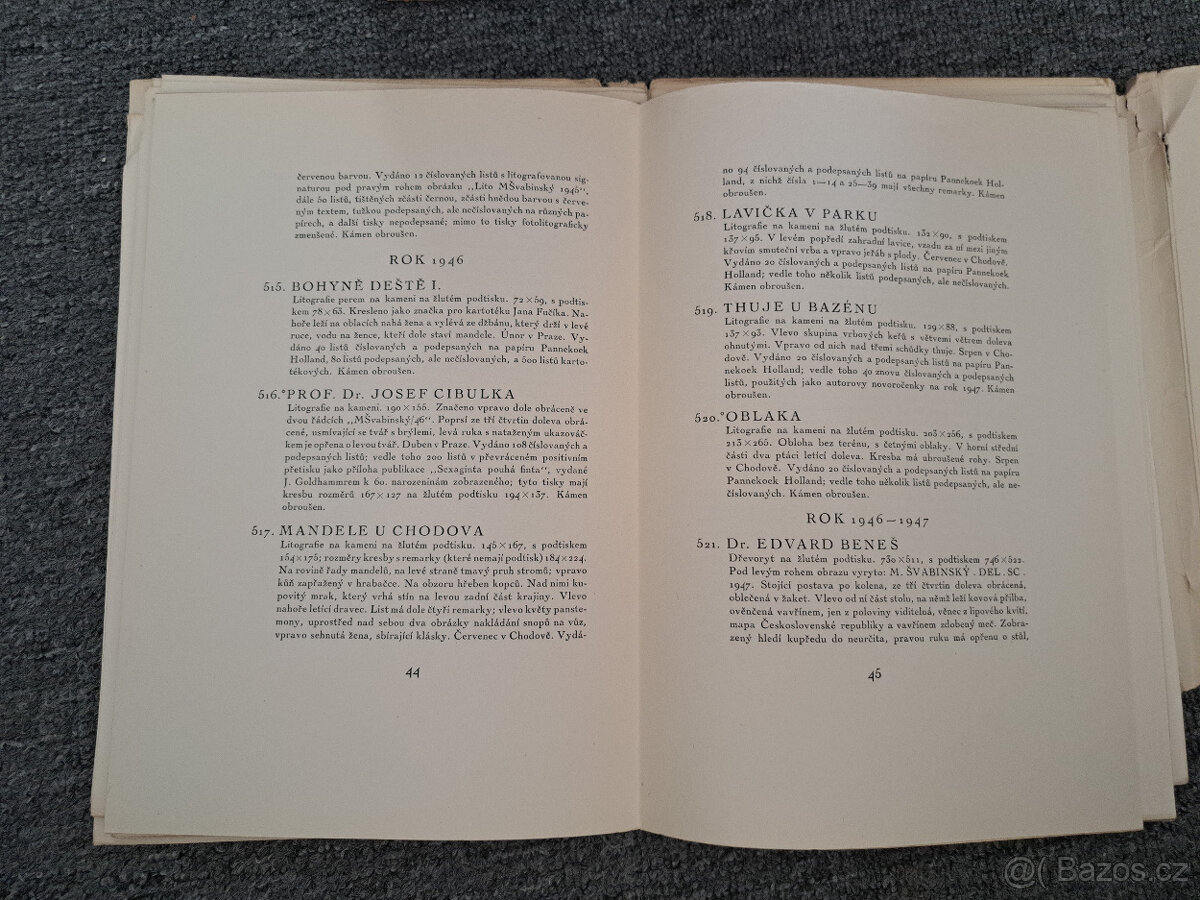 červenou barvou. Vydáno 12 číslovaných listů s litografovanou sig-
naturou pod pravým rohem obrázku „Lito MŠvabinský 1945“,
dále 50 listů, tištěných zčásti černou, zčásti hnědou barvou s červe-
ným textem, tužkou podepsaných, ale nečíslovaných na různých pa-
pírech, a další tisky nepodepsané; mimo to tisky fotolitograficky
zmenšené. Kámen obroušen.
ROK 1946
515. BOHYNĚ DEŠTĚ I.
Litografie perem na kameni na žlutém podtisku. 72×59, s podtis-
kem 78×63. Kresleno jako značka pro kartotéku Jana Fučíka. Na-
hoře leží na oblacích nahá žena a vylévá ze džbánu, který drží v levé
ruce, vodu na žence, kteří dole staví mandele. Únor v Praze. Vy-
dáno 40 listů číslovaných a podepsaných na papíru Pannekoek
Holland, 80 listů podepsaných, ale nečíslovaných, a 500 listů karto-
tékových. Kámen obroušen.
516.°PROF. Dr. JOSEF CIBULKA
Litografie na kameni. 190×155. Značeno vpravo dole obráceně ve
dvou řádcích „MŠvabinský/46“. Poprsí ze tří čtvrtin doleva obrá-
cené, usmívající se tvář s brýlemi, levá ruka s nataženým ukazováč-
kem je opřena o levou tvář. Duben v Praze. Vydáno 108 číslovaných a
podepsaných listů; vedle toho 200 listů v převráceném positivním
přetisku jako příloha publikace „Sexaginta pouhá finta“, vydané
J. Goldhammrem k 60. narozeninám zobrazeného; tyto tisky mají
kresbu rozměrů 167×127 na žlutém podtisku 194×137. Kámen
obroušen.
517. MANDELE U CHODOVA
Litografie na kameni na žlutém podtisku. 145×167, s podtiskem
154×175; rozměry kresby s remarky (které nemají podtisk) 184×224.
Na rovině řady mandelů, na levé straně tmavý pruh stromů; vpravo
kůň zapřažený v hrabačce. Na obzoru hřeben kopců. Nad nimi ku-
povitý mrak, který vrhá stín na levou zadní část krajiny. Vlevo
nahoře letící dravec. List má dole čtyři remarky; vlevo květy panste-
mony, uprostřed nad sebou dva obrázky nakládání snopů na vůz,
vpravo sehnutá žena, sbírající klásky. Červenec v Chodově. Vydá-
44
no 94 číslovaných a podepsaných listů na papíru Pannekoek Hol-
land, z nichž čísla 1—14 a 25—39 mají všechny remarky. Kámen
obroušen.
518. LAVIČKA V PARKU
Litografie na kameni na žlutém podtisku. 132×90, s podtiskem
137×95. V levém popředí zahradní lavice, vzadu za ní mezi jiným
křovím smuteční vrba a vpravo jeřáb s plody. Červenec v Chodově.
Vydáno 20 číslovaných a podepsaných listů na papíru Pannekoek
Holland; vedle toho několik listů podepsaných, ale nečíslovaných.
Kámen obroušen.
519. THUJE U BAZÉNU
Litografie na kameni na žlutém podtisku. 129×88, s podtiskem
137×93. Vlevo skupina vrbových keřů s větvemi větrem doleva
ohnutými. Vpravo od nich nad třemi schůdky thuje. Srpen v Cho-
dově. Vydáno 20 číslovaných a podepsaných listů na papíru Pan-
nekoek Holland; vedle toho 40 znovu číslovaných a podepsaných
listů, použitých jako autorovy novoročenky na rok 1947. Kámen
obroušen.
520.°OBLAKA
Litografie na kameni na žlutém podtisku. 203×256, s podtiskem
213×265. Obloha bez terénu, s četnými oblaky. V horní střední
části dva ptáci letící doleva. Kresba má ubroušené rohy. Srpen
v Chodově. Vydáno 20 číslovaných a podepsaných listů na papíru
Pannekoek Holland; vedle toho několik listů podepsaných, ale ne-
číslovaných. Kámen obroušen.
ROK 1946—1947
521. Dr. EDVARD BENEŠ
Dřevoryt na žlutém podtisku. 730×511, s podtiskem 746×522.
Pod levým rohem obrazu vyryto: M. ŠVABINSKÝ . DEL . SC .
1947. Stojící postava po kolena, ze tří čtvrtin doleva obrácená,
oblečená v žaket. Vlevo od ní část stolu, na němž leží kovová přilba,
ověnčená vavřínem, jen z poloviny viditelná, věnec z lipového kvítí,
mapa Československé republiky a vavřínem zdobený meč. Zobra-
zený hledí kupředu do neurčita, pravou ruku má opřenu o stůl,
45
@( Bazos.cz